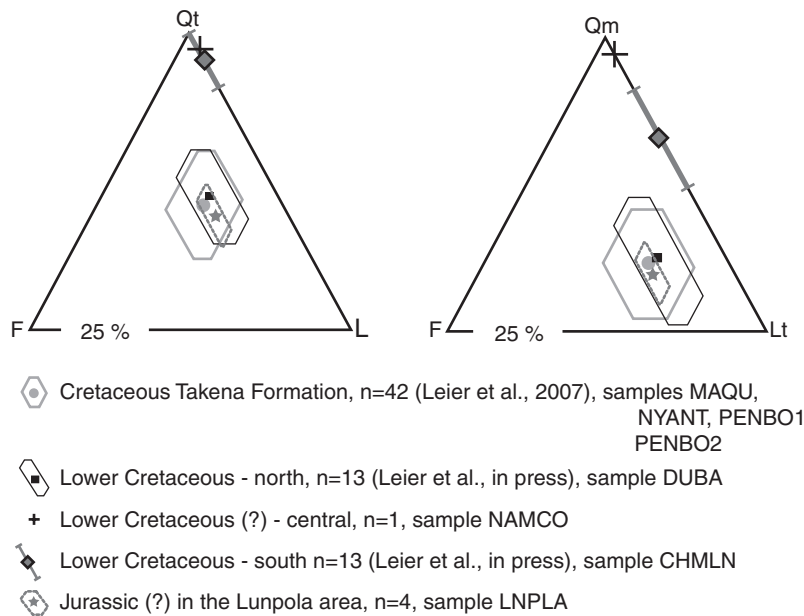 Qt
Qm
F
25 %
L
F
25 %
Lt
Cretaceous Takena Formation, n=42 (Leier et al., 2007), samples MAQU,
NYANT, PENBO1
PENBO2
Lower Cretaceous - north, n=13 (Leier et al., in press), sample DUBA
Lower Cretaceous (?) - central, n=1, sample NAMCO
Lower Cretaceous - south n=13 (Leier et al., in press), sample CHMLN
Jurassic (?) in the Lunpola area, n=4, sample LNPLA